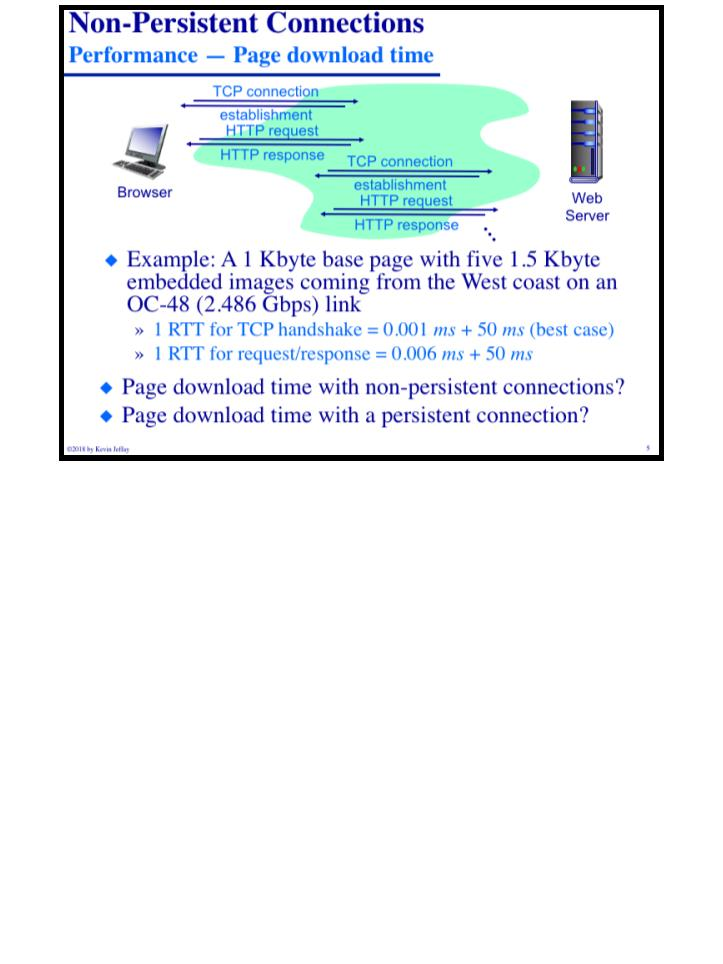 Non-Persistent Connections
Performance — Page download time
TCP connection
establishment
HTTP request
HTTP response
TCP connection
establishment
HTTP request
HTTP response
Browser
Web
Server
◆ Example: A 1 Kbyte base page with five 1.5 Kbyte
embedded images coming from the West coast on an
OC-48 (2.486 Gbps) link
» 1 RTT for TCP handshake = 0.001 ms + 50 ms (best case)
» 1 RTT for request/response = 0.006 ms + 50 ms
◆ Page download time with non-persistent connections?
◆ Page download time with a persistent connection?
©2018 by Kevin Jeffay
5